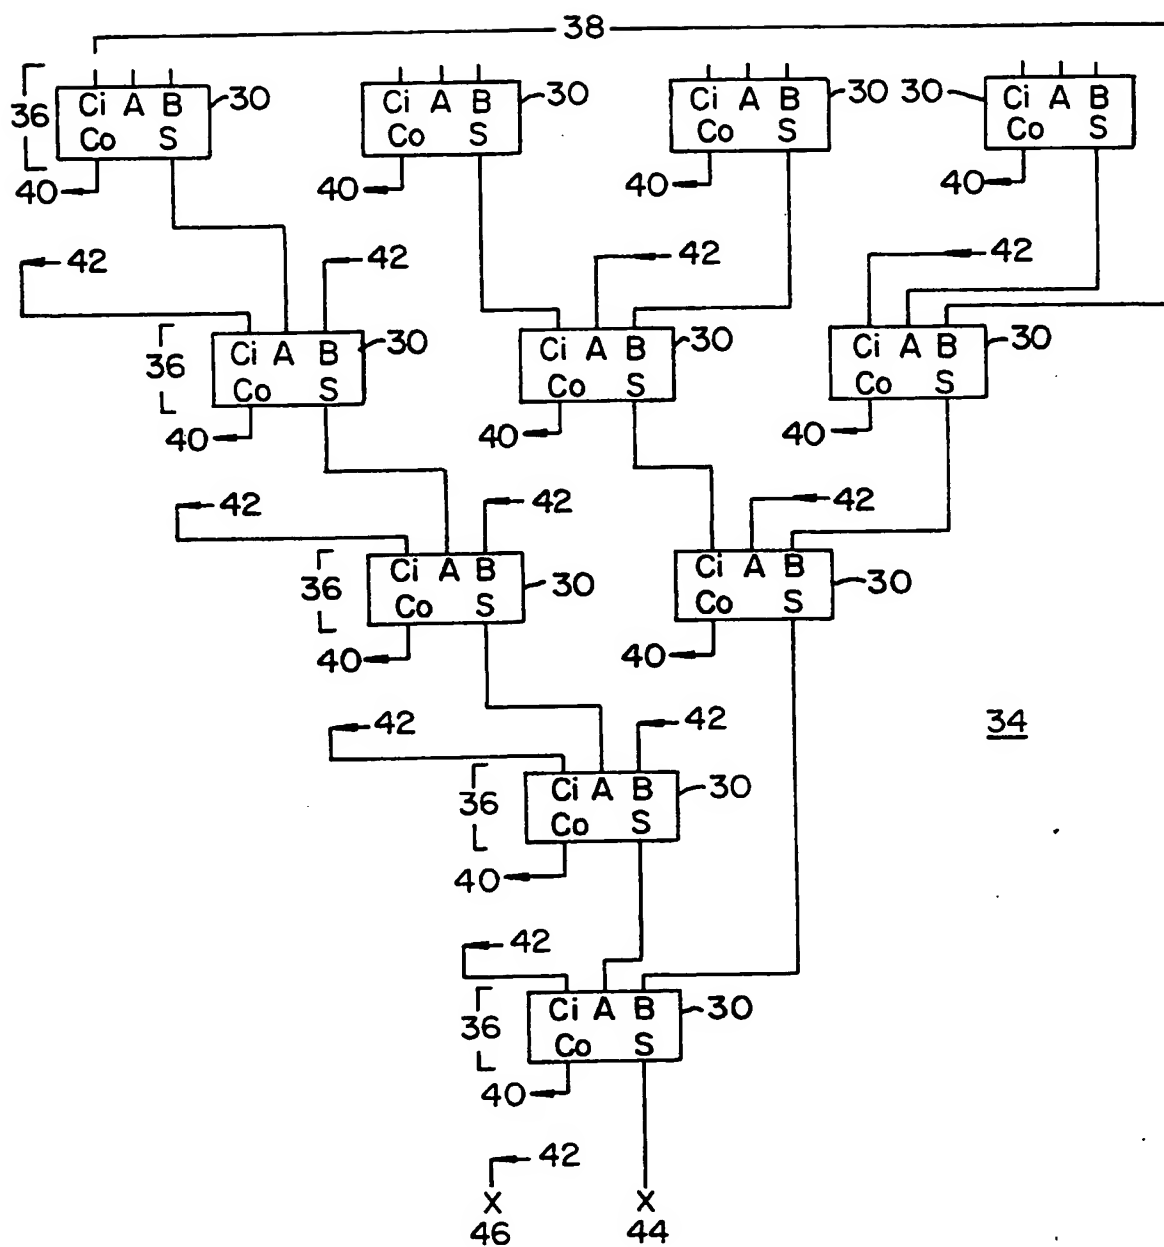 38
36 Ci A B 30 Ci A B 30 Ci A B 30 30 Ci A B
Co S Co S Co S Co S
40 40 40 40
42 42 42 42
36 Ci A B 30 Ci A B 30 Ci A B 30
Co S Co S Co S
40 40 40
42 42 42
36 Ci A B 30 Ci A B 30
Co S Co S
40 40
42 42 34
36 Ci A B 30
Co S
40
42
36 Ci A B 30
Co S
40
42
X X
46 44